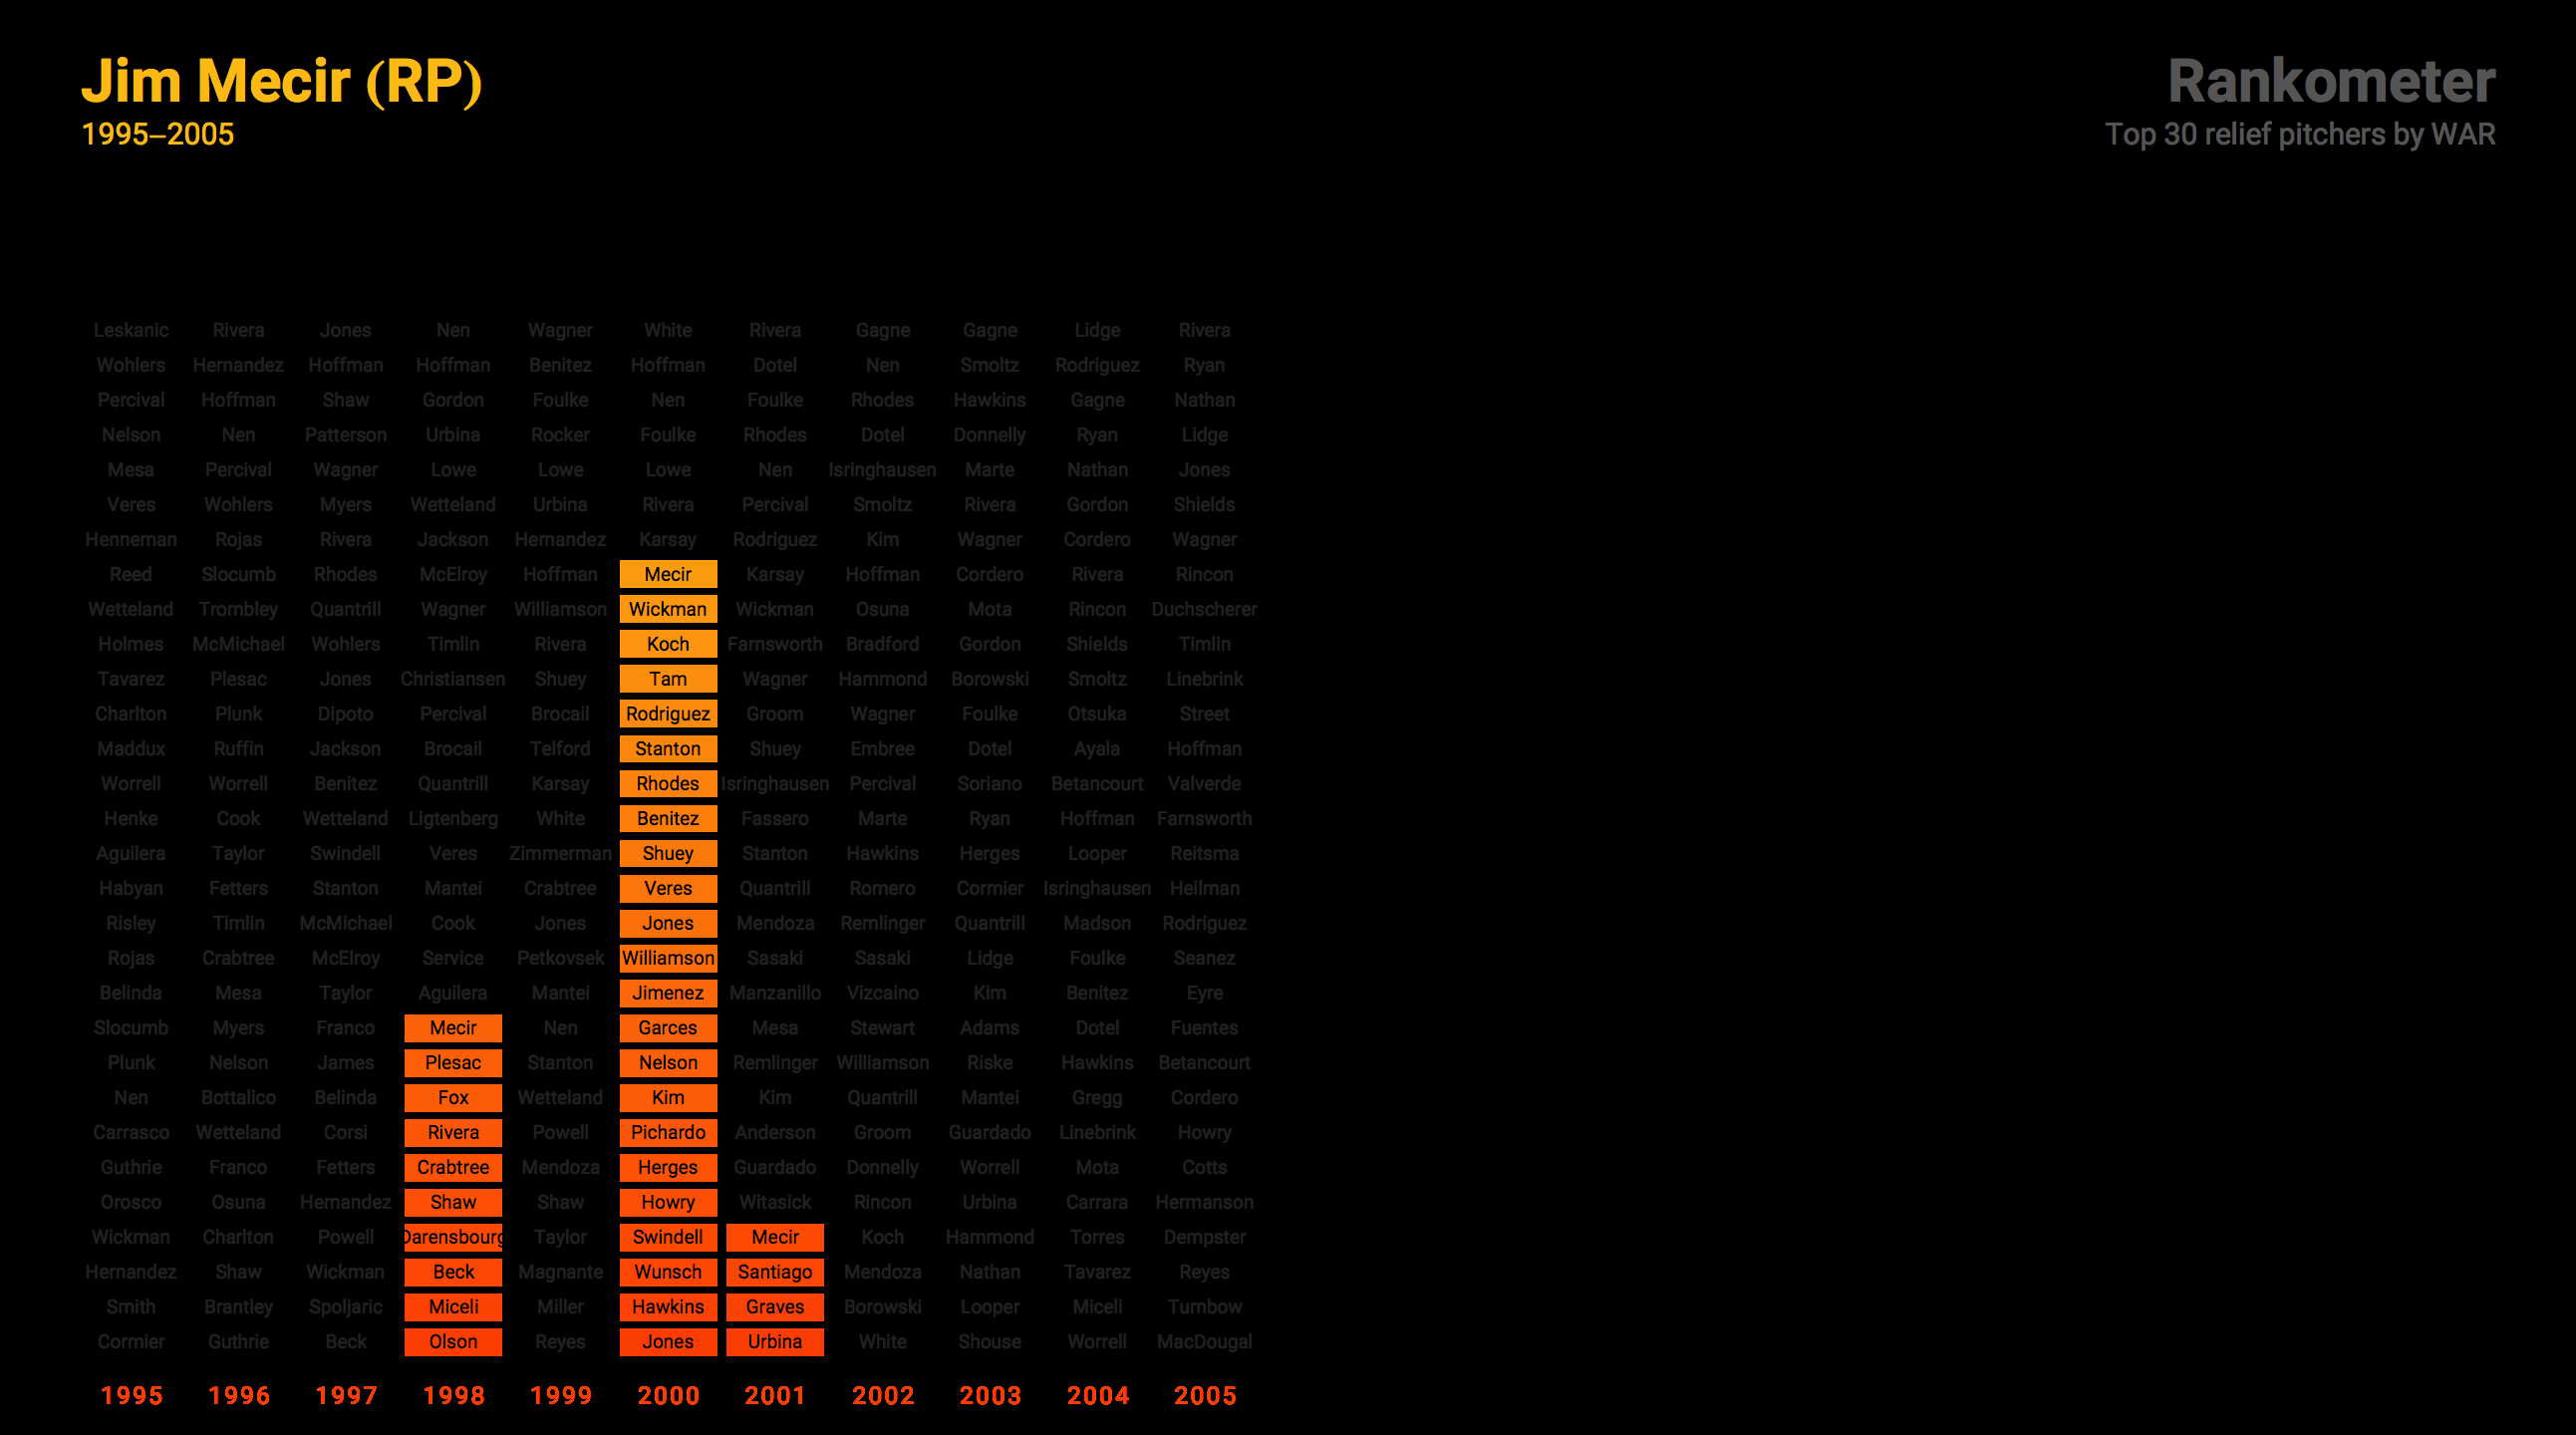 Jim Mecir (RP)
1995–2005
Rankometer
Top 30 relief pitchers by WAR
Leskanic Rivera Jones Nen Wagner White Rivera Gagne Gagne Lidge Rivera
Wohlers Hernandez Hoffman Hoffman Benitez Hoffman Dotel Nen Smoltz Rodriguez Ryan
Percival Hoffman Shaw Gordon Foulke Nen Foulke Rhodes Hawkins Gagne Nathan
Nelson Nen Patterson Urbina Rocker Foulke Rhodes Dotel Donnelly Ryan Lidge
Mesa Percival Wagner Lowe Lowe Lowe Nen Isringhausen Marte Nathan Jones
Veres Wohlers Myers Wetteland Urbina Rivera Percival Smoltz Rivera Gordon Shields
Henneman Rojas Rivera Jackson Hernandez Karsay Rodriguez Kim Wagner Cordero Wagner
Reed Slocumb Rhodes McElroy Hoffman Mecir Karsay Hoffman Cordero Rivera Rincon
Wetteland Trombley Quantrill Wagner Williamson Wickman Wickman Osuna Mota Rincon Duchscherer
Holmes McMichael Wohlers Timlin Rivera Koch Farnsworth Bradford Gordon Shields Timlin
Tavarez Plesac Jones Christiansen Shuey Tam Wagner Hammond Borowski Smoltz Linebrink
Charlton Plunk Dipoto Percival Brocail Rodriguez Groom Wagner Foulke Otsuka Street
Maddux Ruffin Jackson Brocail Telford Stanton Shuey Embree Dotel Ayala Hoffman
Worrell Worrell Benitez Quantrill Karsay Rhodes Isringhausen Percival Soriano Betancourt Valverde
Henke Cook Wetteland Ligtenberg White Benitez Fassero Marte Ryan Hoffman Farnsworth
Aguilera Taylor Swindell Veres Zimmerman Shuey Stanton Hawkins Herges Looper Reitsma
Habyan Fetters Stanton Mantei Crabtree Veres Quantrill Romero Cormier Isringhausen Heilman
Risley Timlin McMichael Cook Jones Jones Mendoza Remlinger Quantrill Madson Rodriguez
Rojas Crabtree McElroy Service Petkovsek Williamson Sasaki Sasaki Lidge Foulke Seanez
Belinda Mesa Taylor Aguilera Mantei Jimenez Manzanillo Vizcaino Kim Benitez Eyre
Slocumb Myers Franco Mecir Nen Garces Mesa Stewart Adams Dotel Fuentes
Plunk Nelson James Plesac Stanton Nelson Remlinger Williamson Riske Hawkins Betancourt
Nen Bottalico Belinda Fox Wetteland Kim Kim Quantrill Mantei Gregg Cordero
Carrasco Wetteland Corsi Rivera Powell Pichardo Anderson Groom Guardado Linebrink Howry
Guthrie Franco Fetters Crabtree Mendoza Herges Guardado Donnelly Worrell Mota Cotts
Orosco Osuna Hernandez Shaw Shaw Howry Witasick Rincon Urbina Carrara Hermanson
Wickman Charlton Powell Darensbourg Taylor Swindell Mecir Koch Hammond Torres Dempster
Hernandez Shaw Wickman Beck Magnante Wunsch Santiago Mendoza Nathan Tavarez Reyes
Smith Brantley Spoljaric Miceli Miller Hawkins Graves Borowski Looper Miceli Turnbow
Cormier Guthrie Beck Olson Reyes Jones Urbina White Shouse Worrell MacDougal
1995 1996 1997 1998 1999 2000 2001 2002 2003 2004 2005